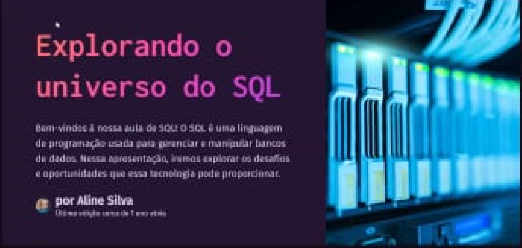 Explorando o
universo do SQL
Bem-vindos à nossa aula de SQL! O SQL é uma linguagem
de programação usada para gerenciar e manipular bancos
de dados. Nessa apresentação, iremos explorar os desafios
e oportunidades que essa tecnologia pode proporcionar.
por Aline Silva
Última edição cerca de 1 ano atrás